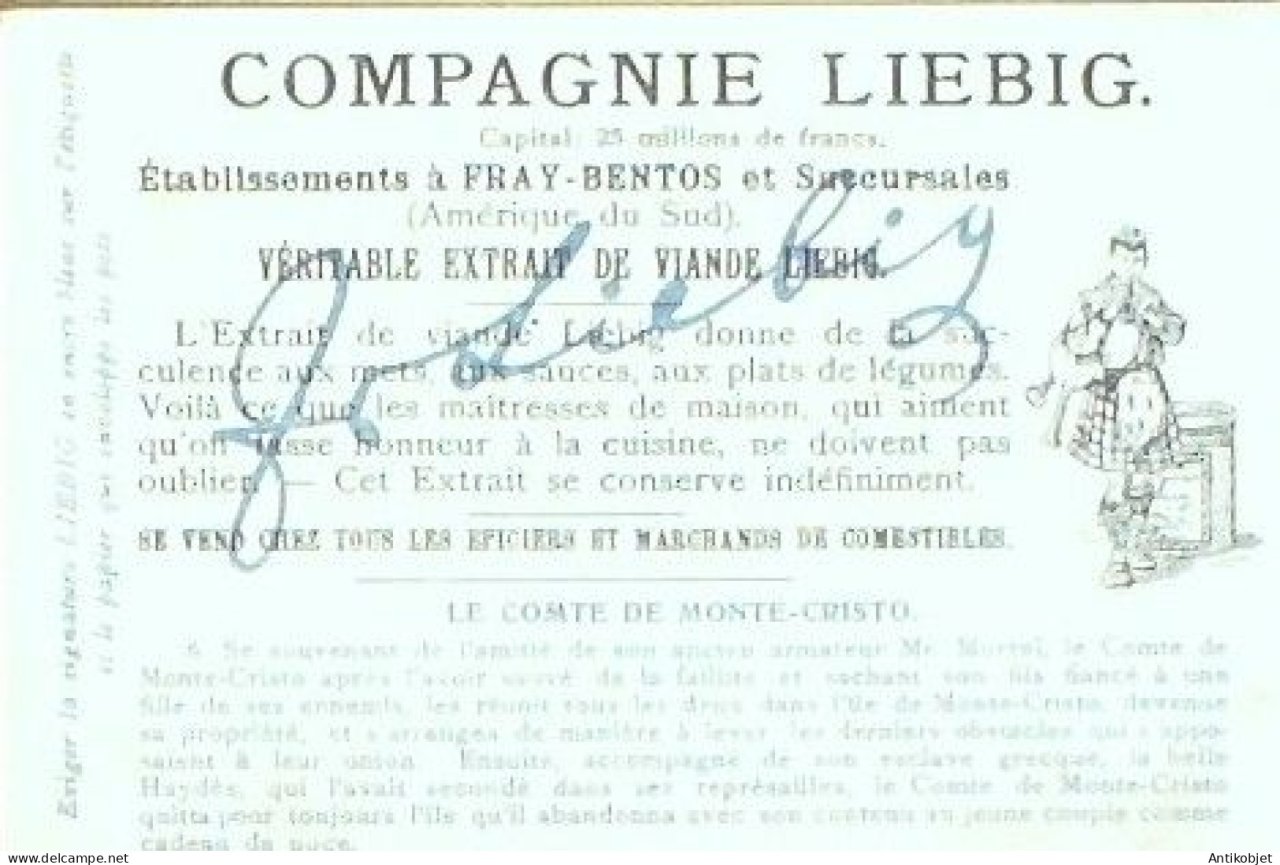 COMPAGNIE LIEBIG.
Capital: 25 millions de francs.
Établissements à FRAY-BENTOS et Succursales
(Amérique du Sud).
VÉRITABLE EXTRAIT DE VIANDE LIEBIG.
L'Extrait de viande Liebig donne de la suc-
culence aux mets, aux sauces, aux plats de légumes.
Voilà ce que les maîtresses de maison, qui aiment
qu'on fasse honneur à la cuisine, ne doivent pas
oublier. — Cet Extrait se conserve indéfiniment.
SE VEND CHEZ TOUS LES EPICIERS ET MARCHANDS DE COMESTIBLES.
J v Liebig
LE COMTE DE MONTE-CRISTO.
6. Se souvenant de l'amitié de son ancien armateur Mr. Morrel, le Comte de
Monte-Cristo après l'avoir sauvé de la faillite et sachant son fils fiancé à une
fille de ses ennemis, les réunit tous les deux dans l'île de Monte-Cristo, devenue
sa propriété, et s'arrangea de manière à lever les derniers obstacles qui s'oppo-
saient à leur union. Ensuite, accompagné de son esclave grecque, la belle
Haydès, qui l'avait secondé dans ses représailles, le Comte de Monte-Cristo
quitta pour toujours l'île qu'il abandonna avec son contenu au jeune couple comme
cadeau de noce.
Exiger la signature LIEBIG en encre bleue sur l'étiquette
et le papier qui enveloppe les pots
www.delcampe.net
Antikobjet